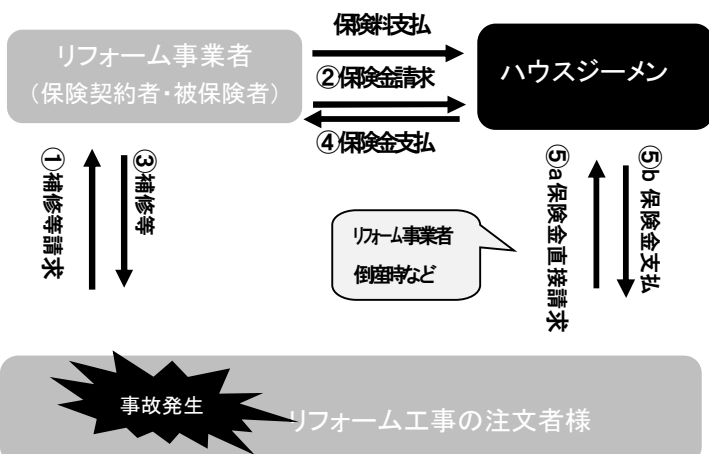 保険料支払
リフォーム事業者
(保険契約者・被保険者)
②保険金請求
ハウスジーメン
④保険金支払
①補修等請求
③補修等
リフォーム事業者
倒産時など
⑤a保険金直接請求
⑤b 保険金支払
事故発生
リフォーム工事の注文者様